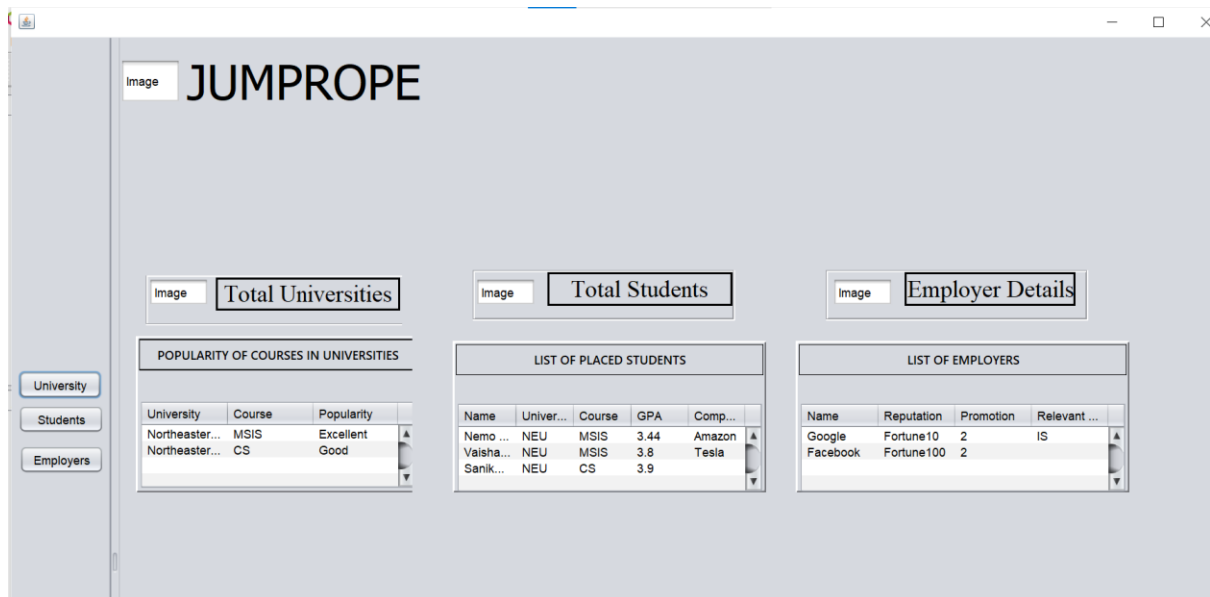 Image JUMPROPE
Image Total Universities
Image Total Students
Image Employer Details
POPULARITY OF COURSES IN UNIVERSITIES
University Course Popularity
Northeaster... MSIS Excellent
Northeaster... CS Good
LIST OF PLACED STUDENTS
Name Univer... Course GPA Comp...
Nemo ... NEU MSIS 3.44 Amazon
Vaisha... NEU MSIS 3.8 Tesla
Sanik... NEU CS 3.9
LIST OF EMPLOYERS
Name Reputation Promotion Relevant ...
Google Fortune10 2 IS
Facebook Fortune100 2
University
Students
Employers